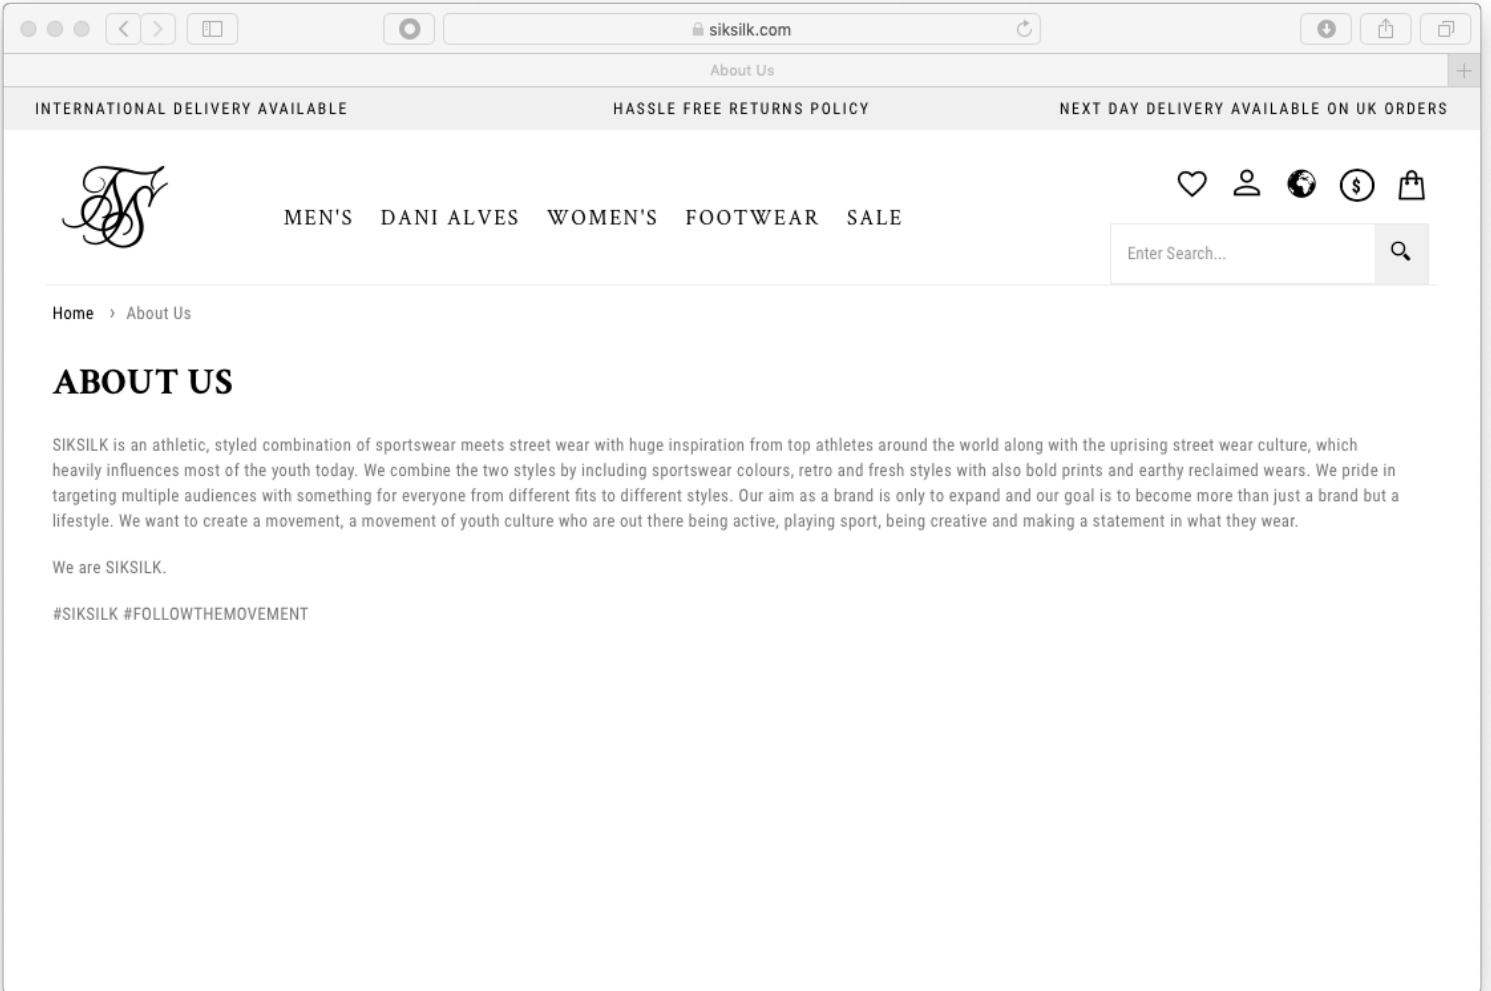 siksilk.com
About Us
INTERNATIONAL DELIVERY AVAILABLE
HASSLE FREE RETURNS POLICY
NEXT DAY DELIVERY AVAILABLE ON UK ORDERS
MEN'S DANI ALVES WOMEN'S FOOTWEAR SALE
$
Enter Search...
Home › About Us
ABOUT US
SIKSILK is an athletic, styled combination of sportswear meets street wear with huge inspiration from top athletes around the world along with the uprising street wear culture, which
heavily influences most of the youth today. We combine the two styles by including sportswear colours, retro and fresh styles with also bold prints and earthy reclaimed wears. We pride in
targeting multiple audiences with something for everyone from different fits to different styles. Our aim as a brand is only to expand and our goal is to become more than just a brand but a
lifestyle. We want to create a movement, a movement of youth culture who are out there being active, playing sport, being creative and making a statement in what they wear.
We are SIKSILK.
#SIKSILK #FOLLOWTHEMOVEMENT